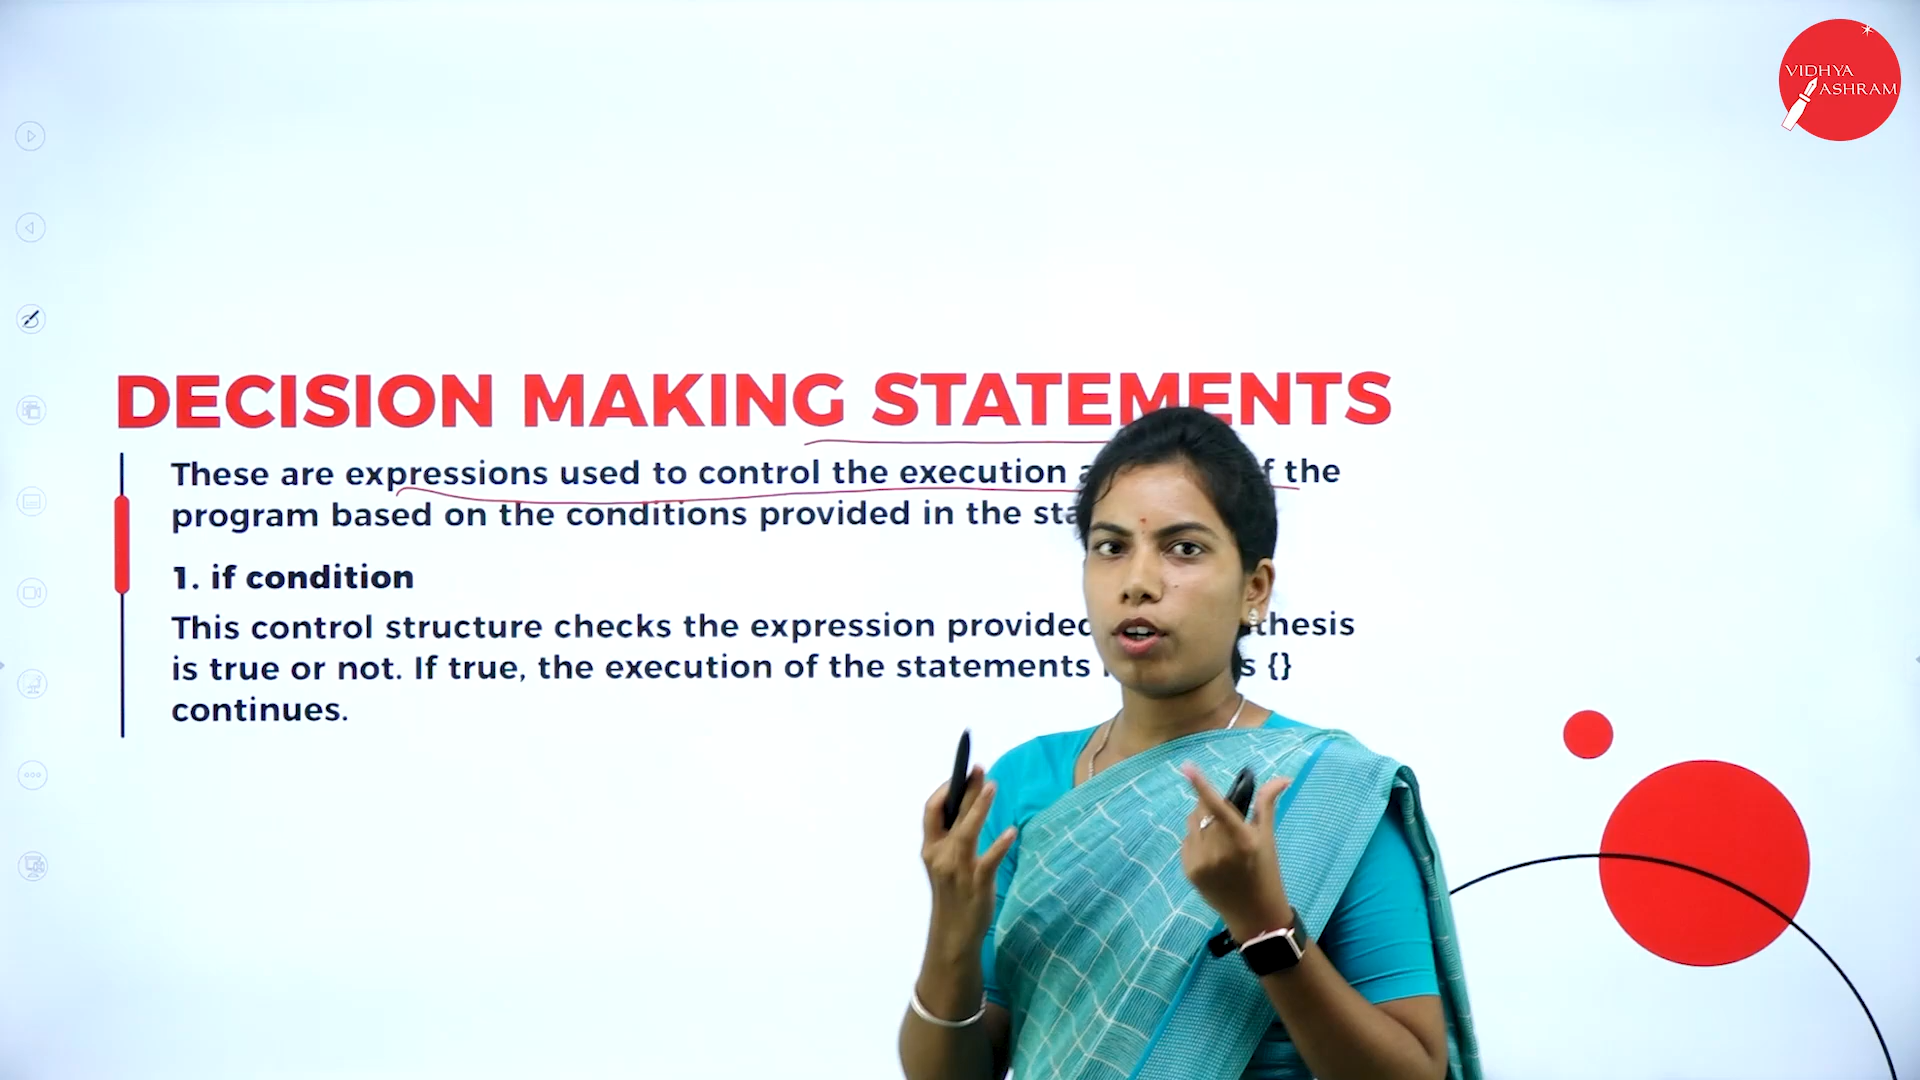 VIDHYA
ASHRAM
DECISION MAKING STATEMENTS
These are expressions used to control the execution the
program based on the conditions provided in the
1. if condition
This control structure checks the expression provided
is true or not. If true, the execution of the statements {}
continues.